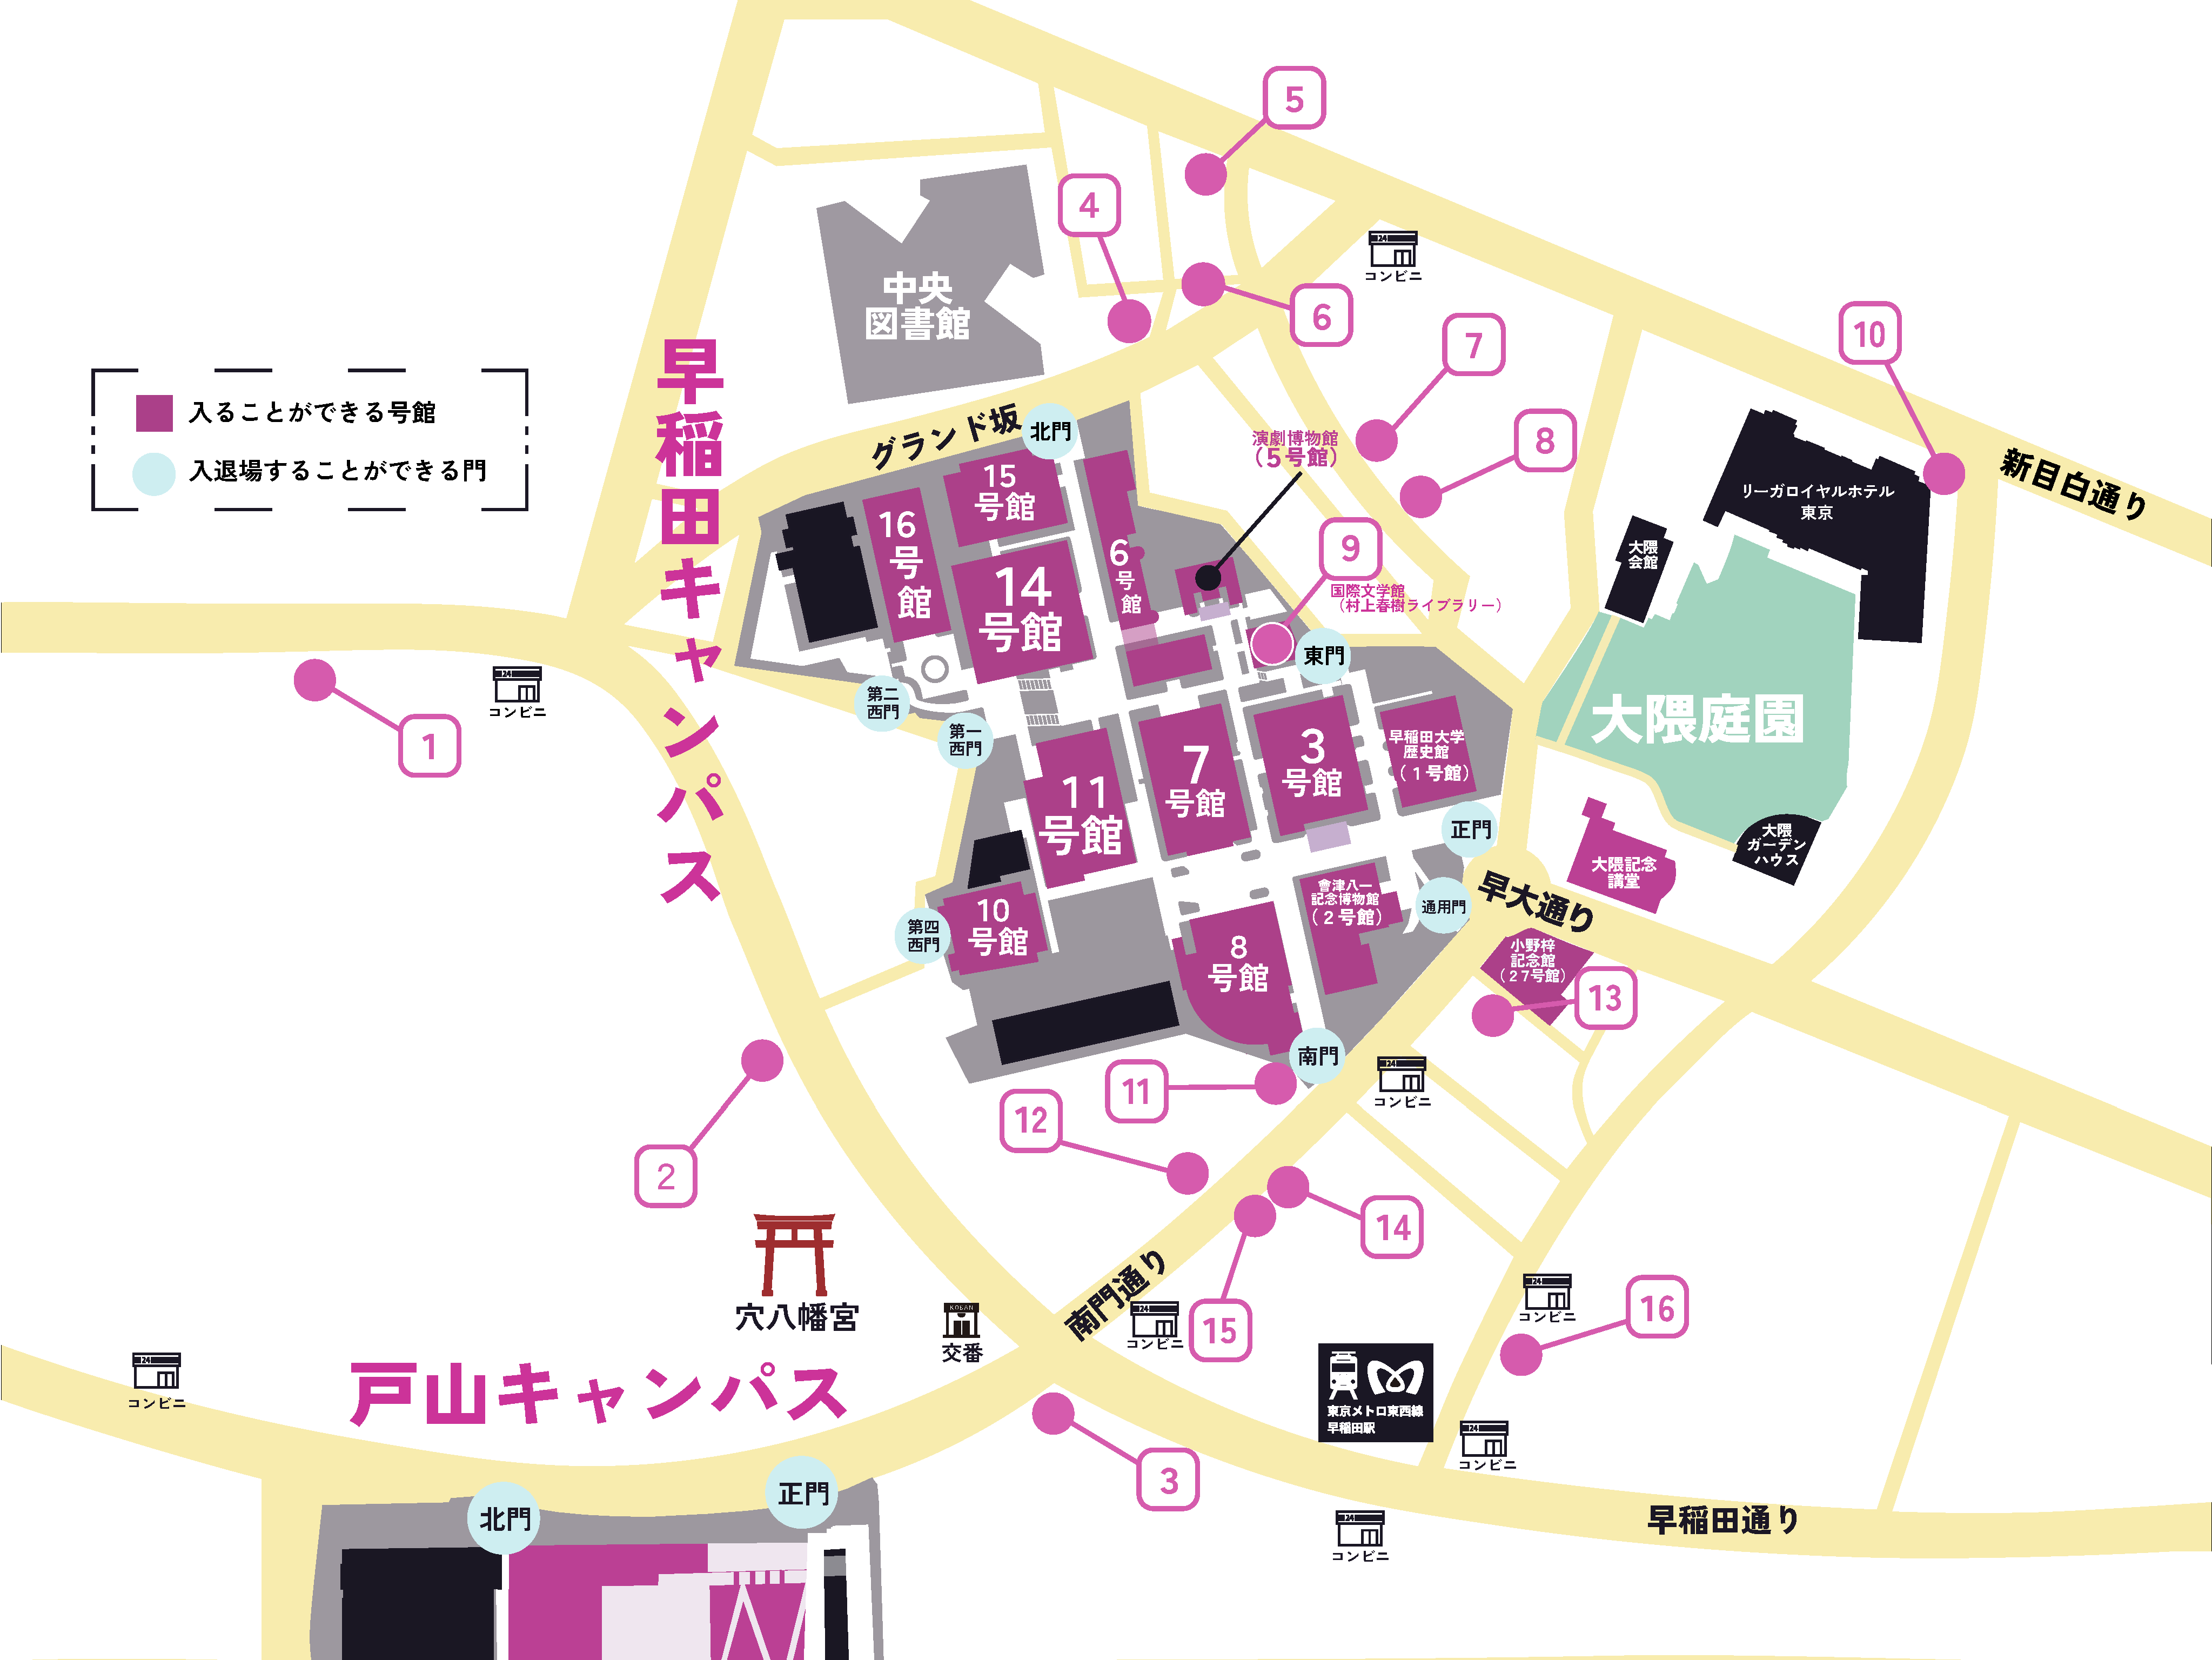 5
4
中央
図書館
24
コンビニ
6
7
10
早稲田キャンパス
入ることができる号館
入退場することができる門
グランド坂
北門
演劇博物館
（5号館）
8
新目白通り
リーガロイヤルホテル
東京
15
号館
16
号
館
14
号館
6
号
館
9
国際文学館
（村上春樹ライブラリー）
大隈
会館
東門
1
24
コンビニ
第二
西門
第一
西門
大隈庭園
早稲田大学
歴史館
（1号館）
3
号館
7
号館
11
号館
正門
大隈
ガーデン
ハウス
大隈記念
講堂
會津八一
記念博物館
（2号館）
通用門
早大通り
10
号館
第四
西門
8
号館
小野梓
記念館
（27号館）
13
南門
24
コンビニ
11
12
2
14
15
16
穴八幡宮
KOBAN
交番
南門通り
24
コンビニ
24
コンビニ
24
コンビニ
戸山キャンパス
東京メトロ東西線
早稲田駅
24
コンビニ
3
北門
正門
24
コンビニ
早稲田通り